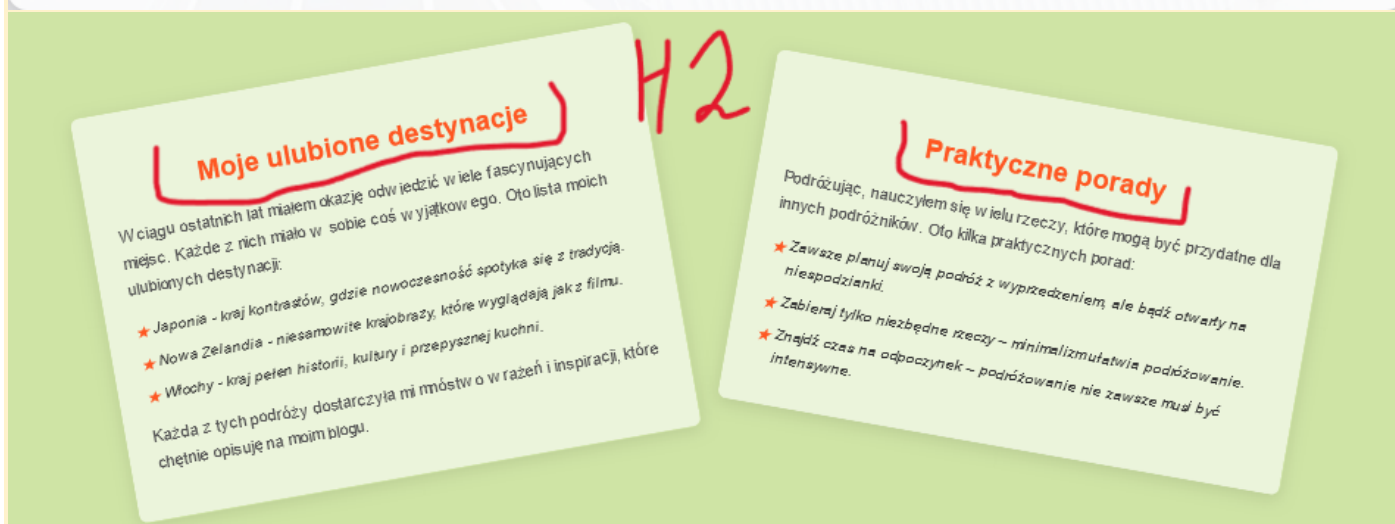 H2
Moje ulubione destynacje
W ciągu ostatnich lat miałem okazję odwiedzić wiele fascynujących
miejsc. Każde z nich miało w sobie coś wyjątkowego. Oto lista moich
ulubionych destynacji:
★ Japonia - kraj kontrastów, gdzie nowoczesność spotyka się z tradycją.
★ Nowa Zelandia - niesamowite krajobrazy, które wyglądają jak z filmu.
★ Włochy - kraj pełen historii, kultury i przepysznej kuchni.
Każda z tych podróży dostarczyła mi mnóstwo wrażeń i inspiracji, które
chętnie opisuję na moim blogu.
Praktyczne porady
Podróżując, nauczyłem się wielu rzeczy, które mogą być przydatne dla
innych podróżników. Oto kilka praktycznych porad:
★ Zawsze planuj swoją podróż z wyprzedzeniem, ale bądź otwarty na
niespodzianki.
★ Zabieraj tylko niezbędne rzeczy – minimalizm ułatwia podróżowanie.
★ Znajdź czas na odpoczynek – podróżowanie nie zawsze musi być
intensywne.